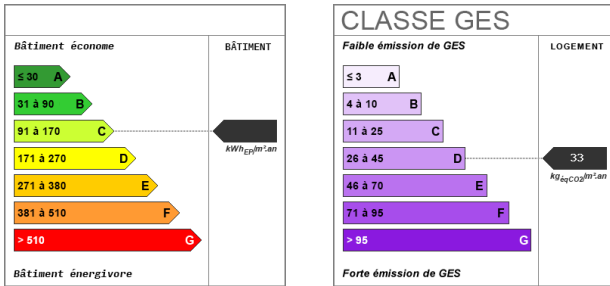 Bâtiment économe
BÂTIMENT
≤ 30 A
31 à 90 B
91 à 170 C
kWhEP/m².an
171 à 270 D
271 à 380 E
381 à 510 F
> 510 G
Bâtiment énergivore
CLASSE GES
Faible émission de GES
LOGEMENT
≤ 3 A
4 à 10 B
11 à 25 C
26 à 45 D
33
kgéqCO2/m².an
46 à 70 E
71 à 95 F
> 95 G
Forte émission de GES